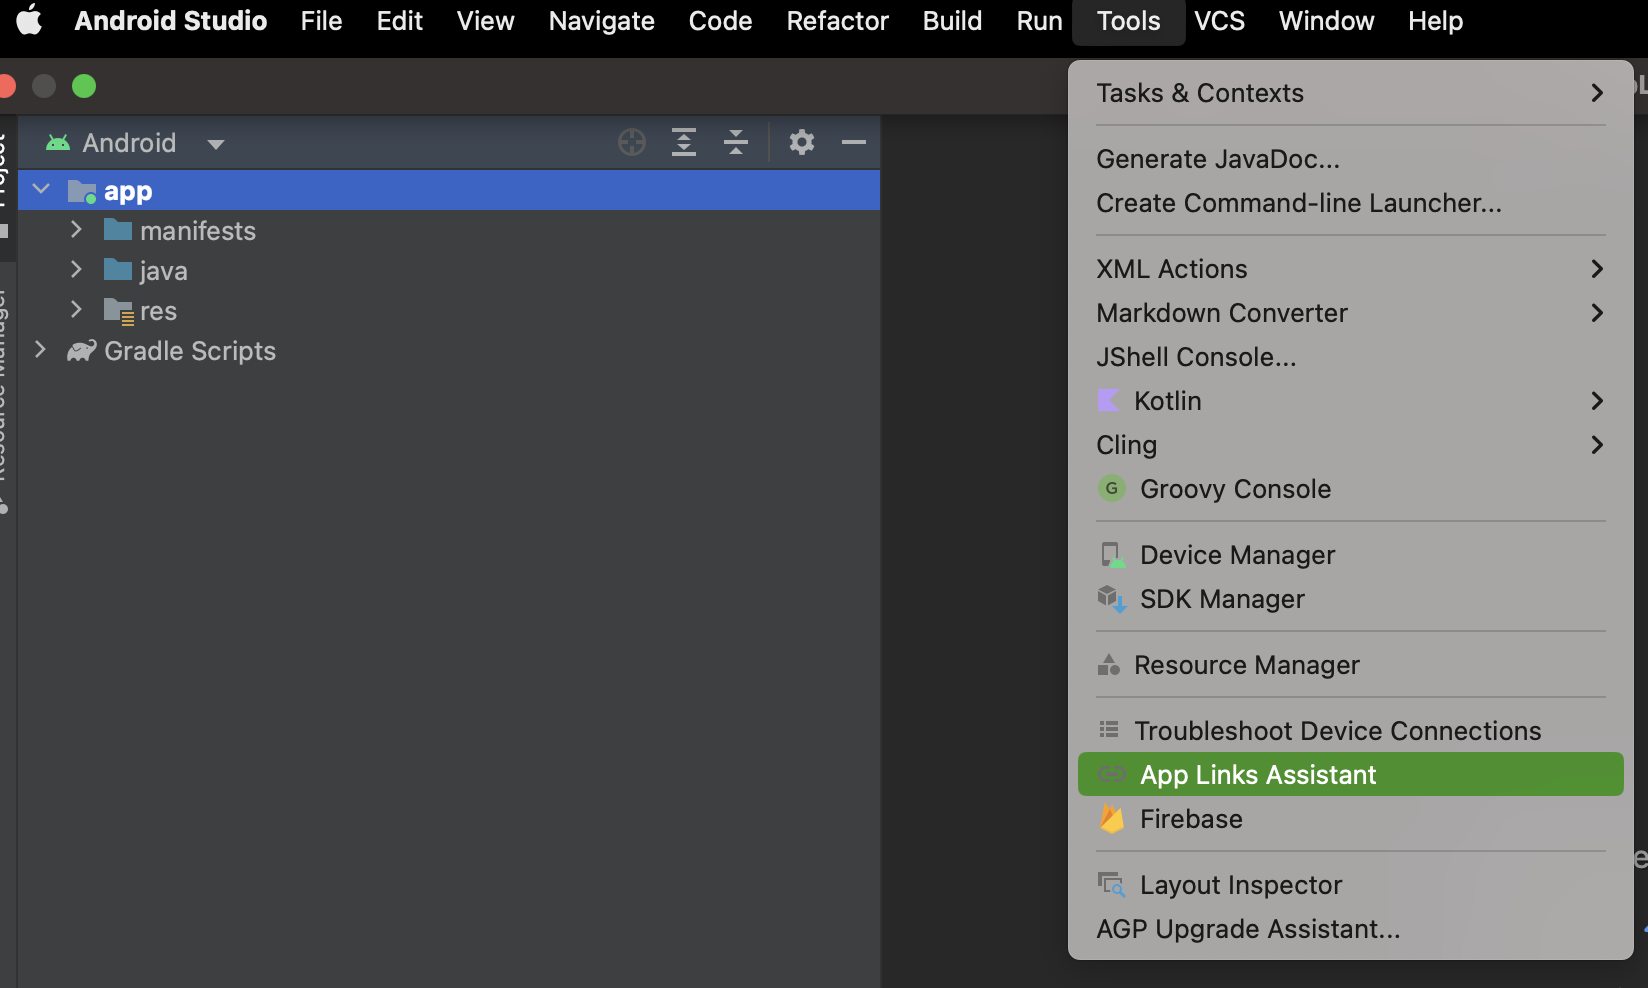 Android Studio File Edit View Navigate Code Refactor Build Run Tools VCS Window Help
Project
Resource Manager
Android
app
manifests
java
res
Gradle Scripts
Tasks & Contexts
Generate JavaDoc...
Create Command-line Launcher...
XML Actions
Markdown Converter
JShell Console...
Kotlin
Cling
G Groovy Console
Device Manager
SDK Manager
Resource Manager
Troubleshoot Device Connections
App Links Assistant
Firebase
Layout Inspector
AGP Upgrade Assistant...